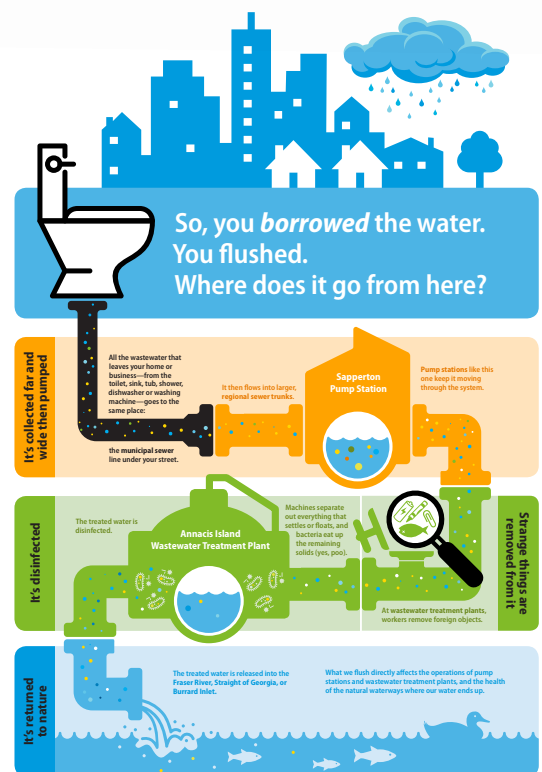 So, you borrowed the water.
You flushed.
Where does it go from here?
It's collected far and
wide then pumped
All the wastewater that
leaves your home or
business—from the
toilet, sink, tub, shower,
dishwasher or washing
machine—goes to the
same place:
the municipal sewer
line under your street.
It then flows into larger,
regional sewer trunks.
Sapperton
Pump Station
Pump stations like this
one keep it moving
through the system.
Strange things are
removed from it
At wastewater treatment plants,
workers remove foreign objects.
Machines separate
out everything that
settles or floats, and
bacteria eat up
the remaining
solids (yes, poo).
Annacis Island
Wastewater Treatment Plant
It's disinfected
The treated water is
disinfected.
It's returned
to nature
The treated water is released into the
Fraser River, Straight of Georgia, or
Burrard Inlet.
What we flush directly affects the operations of pump
stations and wastewater treatment plants, and the health
of the natural waterways where our water ends up.